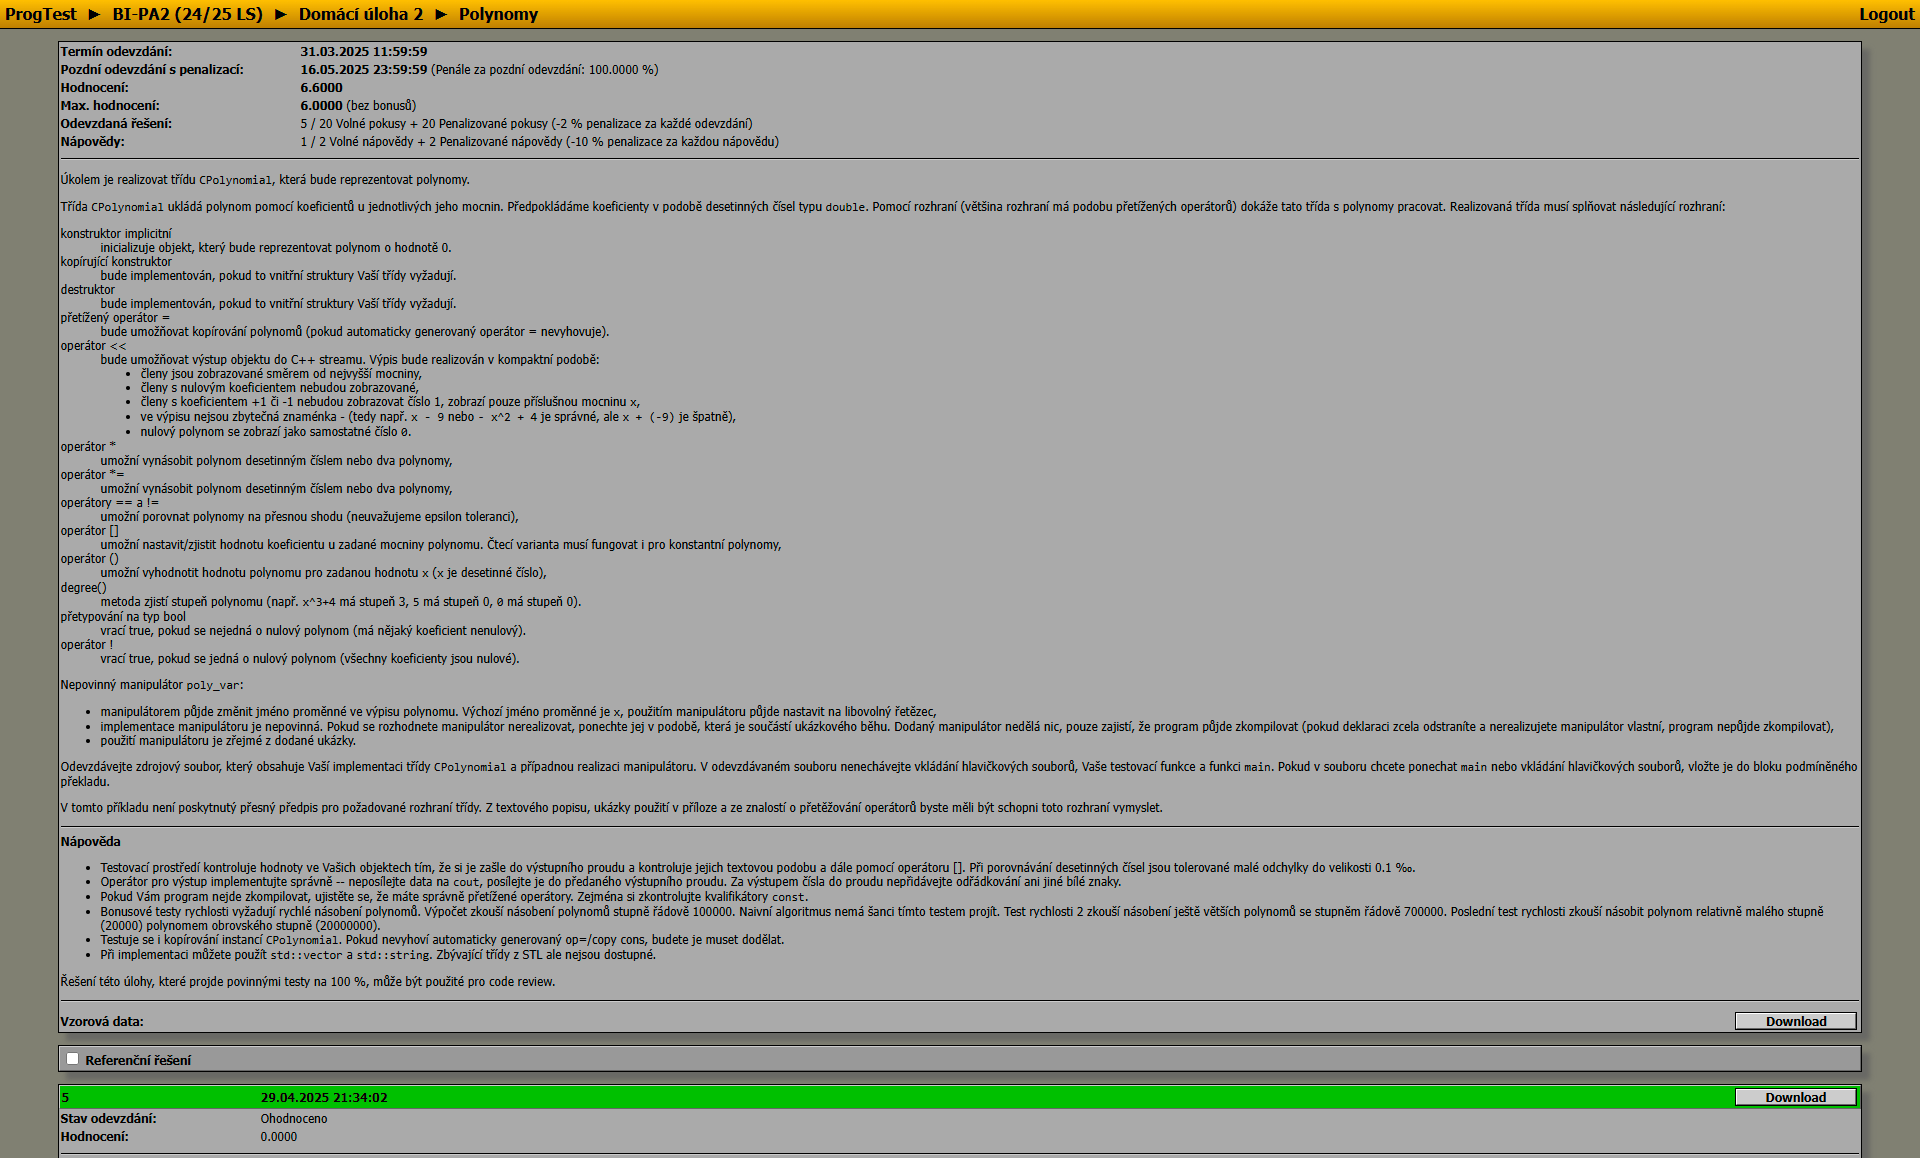 ProgTest ► BI-PA2 (24/25 LS) ► Domácí úloha 2 ► Polynomy Logout
Termín odevzdání: 31.03.2025 11:59:59
Pozdní odevzdání s penalizací: 16.05.2025 23:59:59 (Penále za pozdní odevzdání: 100.0000 %)
Hodnocení: 6.6000
Max. hodnocení: 6.0000 (bez bonusů)
Odevzdaná řešení: 5 / 20 Volné pokusy + 20 Penalizované pokusy (-2 % penalizace za každé odevzdání)
Nápovědy: 1 / 2 Volné nápovědy + 2 Penalizované nápovědy (-10 % penalizace za každou nápovědu)
Úkolem je realizovat třídu CPolynomial, která bude reprezentovat polynomy.
Třída CPolynomial ukládá polynom pomocí koeficientů u jednotlivých jeho mocnin. Předpokládáme koeficienty v podobě desetinných čísel typu double. Pomocí rozhraní (většina rozhraní má podobu přetížených operátorů) dokáže tato třída s polynomy pracovat. Realizovaná třída musí splňovat následující rozhraní:
konstruktor implicitní
inicializuje objekt, který bude reprezentovat polynom o hodnotě 0.
kopírující konstruktor
bude implementován, pokud to vnitřní struktury Vaší třídy vyžadují.
destruktor
bude implementován, pokud to vnitřní struktury Vaší třídy vyžadují.
přetížený operátor =
bude umožňovat kopírování polynomů (pokud automaticky generovaný operátor = nevyhovuje).
operátor <<
bude umožňovat výstup objektu do C++ streamu. Výpis bude realizován v kompaktní podobě:
• členy jsou zobrazované směrem od nejvyšší mocniny,
• členy s nulovým koeficientem nebudou zobrazované,
• členy s koeficientem +1 či -1 nebudou zobrazovat číslo 1, zobrazí pouze příslušnou mocninu x,
• ve výpisu nejsou zbytečná znaménka - (tedy např. x - 9 nebo - x^2 + 4 je správné, ale x + (-9) je špatně),
• nulový polynom se zobrazí jako samostatné číslo 0.
operátor *
umožní vynásobit polynom desetinným číslem nebo dva polynomy,
operátor *=
umožní vynásobit polynom desetinným číslem nebo dva polynomy,
operátory == a !=
umožní porovnat polynomy na přesnou shodu (neuvažujeme epsilon toleranci),
operátor []
umožní nastavit/zjistit hodnotu koeficientu u zadané mocniny polynomu. Čtecí varianta musí fungovat i pro konstantní polynomy,
operátor ()
umožní vyhodnotit hodnotu polynomu pro zadanou hodnotu x (x je desetinné číslo),
degree()
metoda zjistí stupeň polynomu (např. x^3+4 má stupeň 3, 5 má stupeň 0, 0 má stupeň 0).
přetypování na typ bool
vrací true, pokud se nejedná o nulový polynom (má nějaký koeficient nenulový).
operátor !
vrací true, pokud se jedná o nulový polynom (všechny koeficienty jsou nulové).
Nepovinný manipulátor poly_var:
• manipulátorem půjde změnit jméno proměnné ve výpisu polynomu. Výchozí jméno proměnné je x, použitím manipulátoru půjde nastavit na libovolný řetězec,
• implementace manipulátoru je nepovinná. Pokud se rozhodnete manipulátor nerealizovat, ponechte jej v podobě, která je součástí ukázkového běhu. Dodaný manipulátor nedělá nic, pouze zajistí, že program půjde zkompilovat (pokud deklaraci zcela odstraníte a nerealizujete manipulátor vlastní, program nepůjde zkompilovat),
• použití manipulátoru je zřejmé z dodané ukázky.
Odevzdávejte zdrojový soubor, který obsahuje Vaší implementaci třídy CPolynomial a případnou realizaci manipulátoru. V odevzdávaném souboru nenechávejte vkládání hlavičkových souborů, Vaše testovací funkce a funkci main. Pokud v souboru chcete ponechat main nebo vkládání hlavičkových souborů, vložte je do bloku podmíněného
překladu.
V tomto příkladu není poskytnutý přesný předpis pro požadované rozhraní třídy. Z textového popisu, ukázky použití v příloze a ze znalostí o přetěžování operátorů byste měli být schopni toto rozhraní vymyslet.
Nápověda
• Testovací prostředí kontroluje hodnoty ve Vašich objektech tím, že si je zašle do výstupního proudu a kontroluje jejich textovou podobu a dále pomocí operátoru []. Při porovnávání desetinných čísel jsou tolerované malé odchylky do velikosti 0.1 ‰.
• Operátor pro výstup implementujte správně -- neposílejte data na cout, posílejte je do předaného výstupního proudu. Za výstupem čísla do proudu nepřidávejte odřádkování ani jiné bílé znaky.
• Pokud Vám program nejde zkompilovat, ujistěte se, že máte správně přetížené operátory. Zejména si zkontrolujte kvalifikátory const.
• Bonusové testy rychlosti vyžadují rychlé násobení polynomů. Výpočet zkouší násobení polynomů stupně řádově 100000. Naivní algoritmus nemá šanci tímto testem projít. Test rychlosti 2 zkouší násobení ještě větších polynomů se stupněm řádově 700000. Poslední test rychlosti zkouší násobit polynom relativně malého stupně
(20000) polynomem obrovského stupně (20000000).
• Testuje se i kopírování instancí CPolynomial. Pokud nevyhoví automaticky generovaný op=/copy cons, budete je muset dodělat.
• Při implementaci můžete použít std::vector a std::string. Zbývající třídy z STL ale nejsou dostupné.
Řešení této úlohy, které projde povinnými testy na 100 %, může být použité pro code review.
Vzorová data: Download
Referenční řešení
5 29.04.2025 21:34:02 Download
Stav odevzdání: Ohodnoceno
Hodnocení: 0.0000